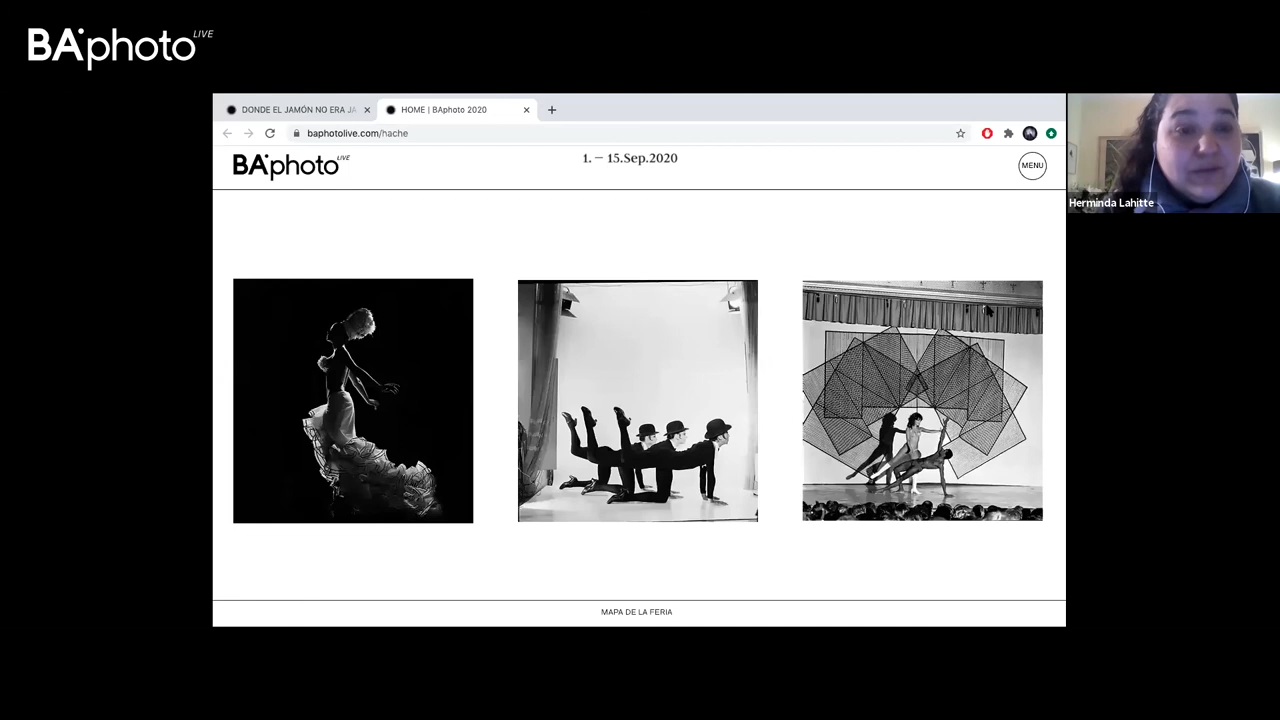 BAphoto LIVE
DONDE EL JAMÓN NO ERA JA
HOME | BAphoto 2020
baphotolive.com/hache
BAphoto LIVE
1. — 15.Sep.2020
MENU
Herminda Lahitte
MAPA DE LA FERIA